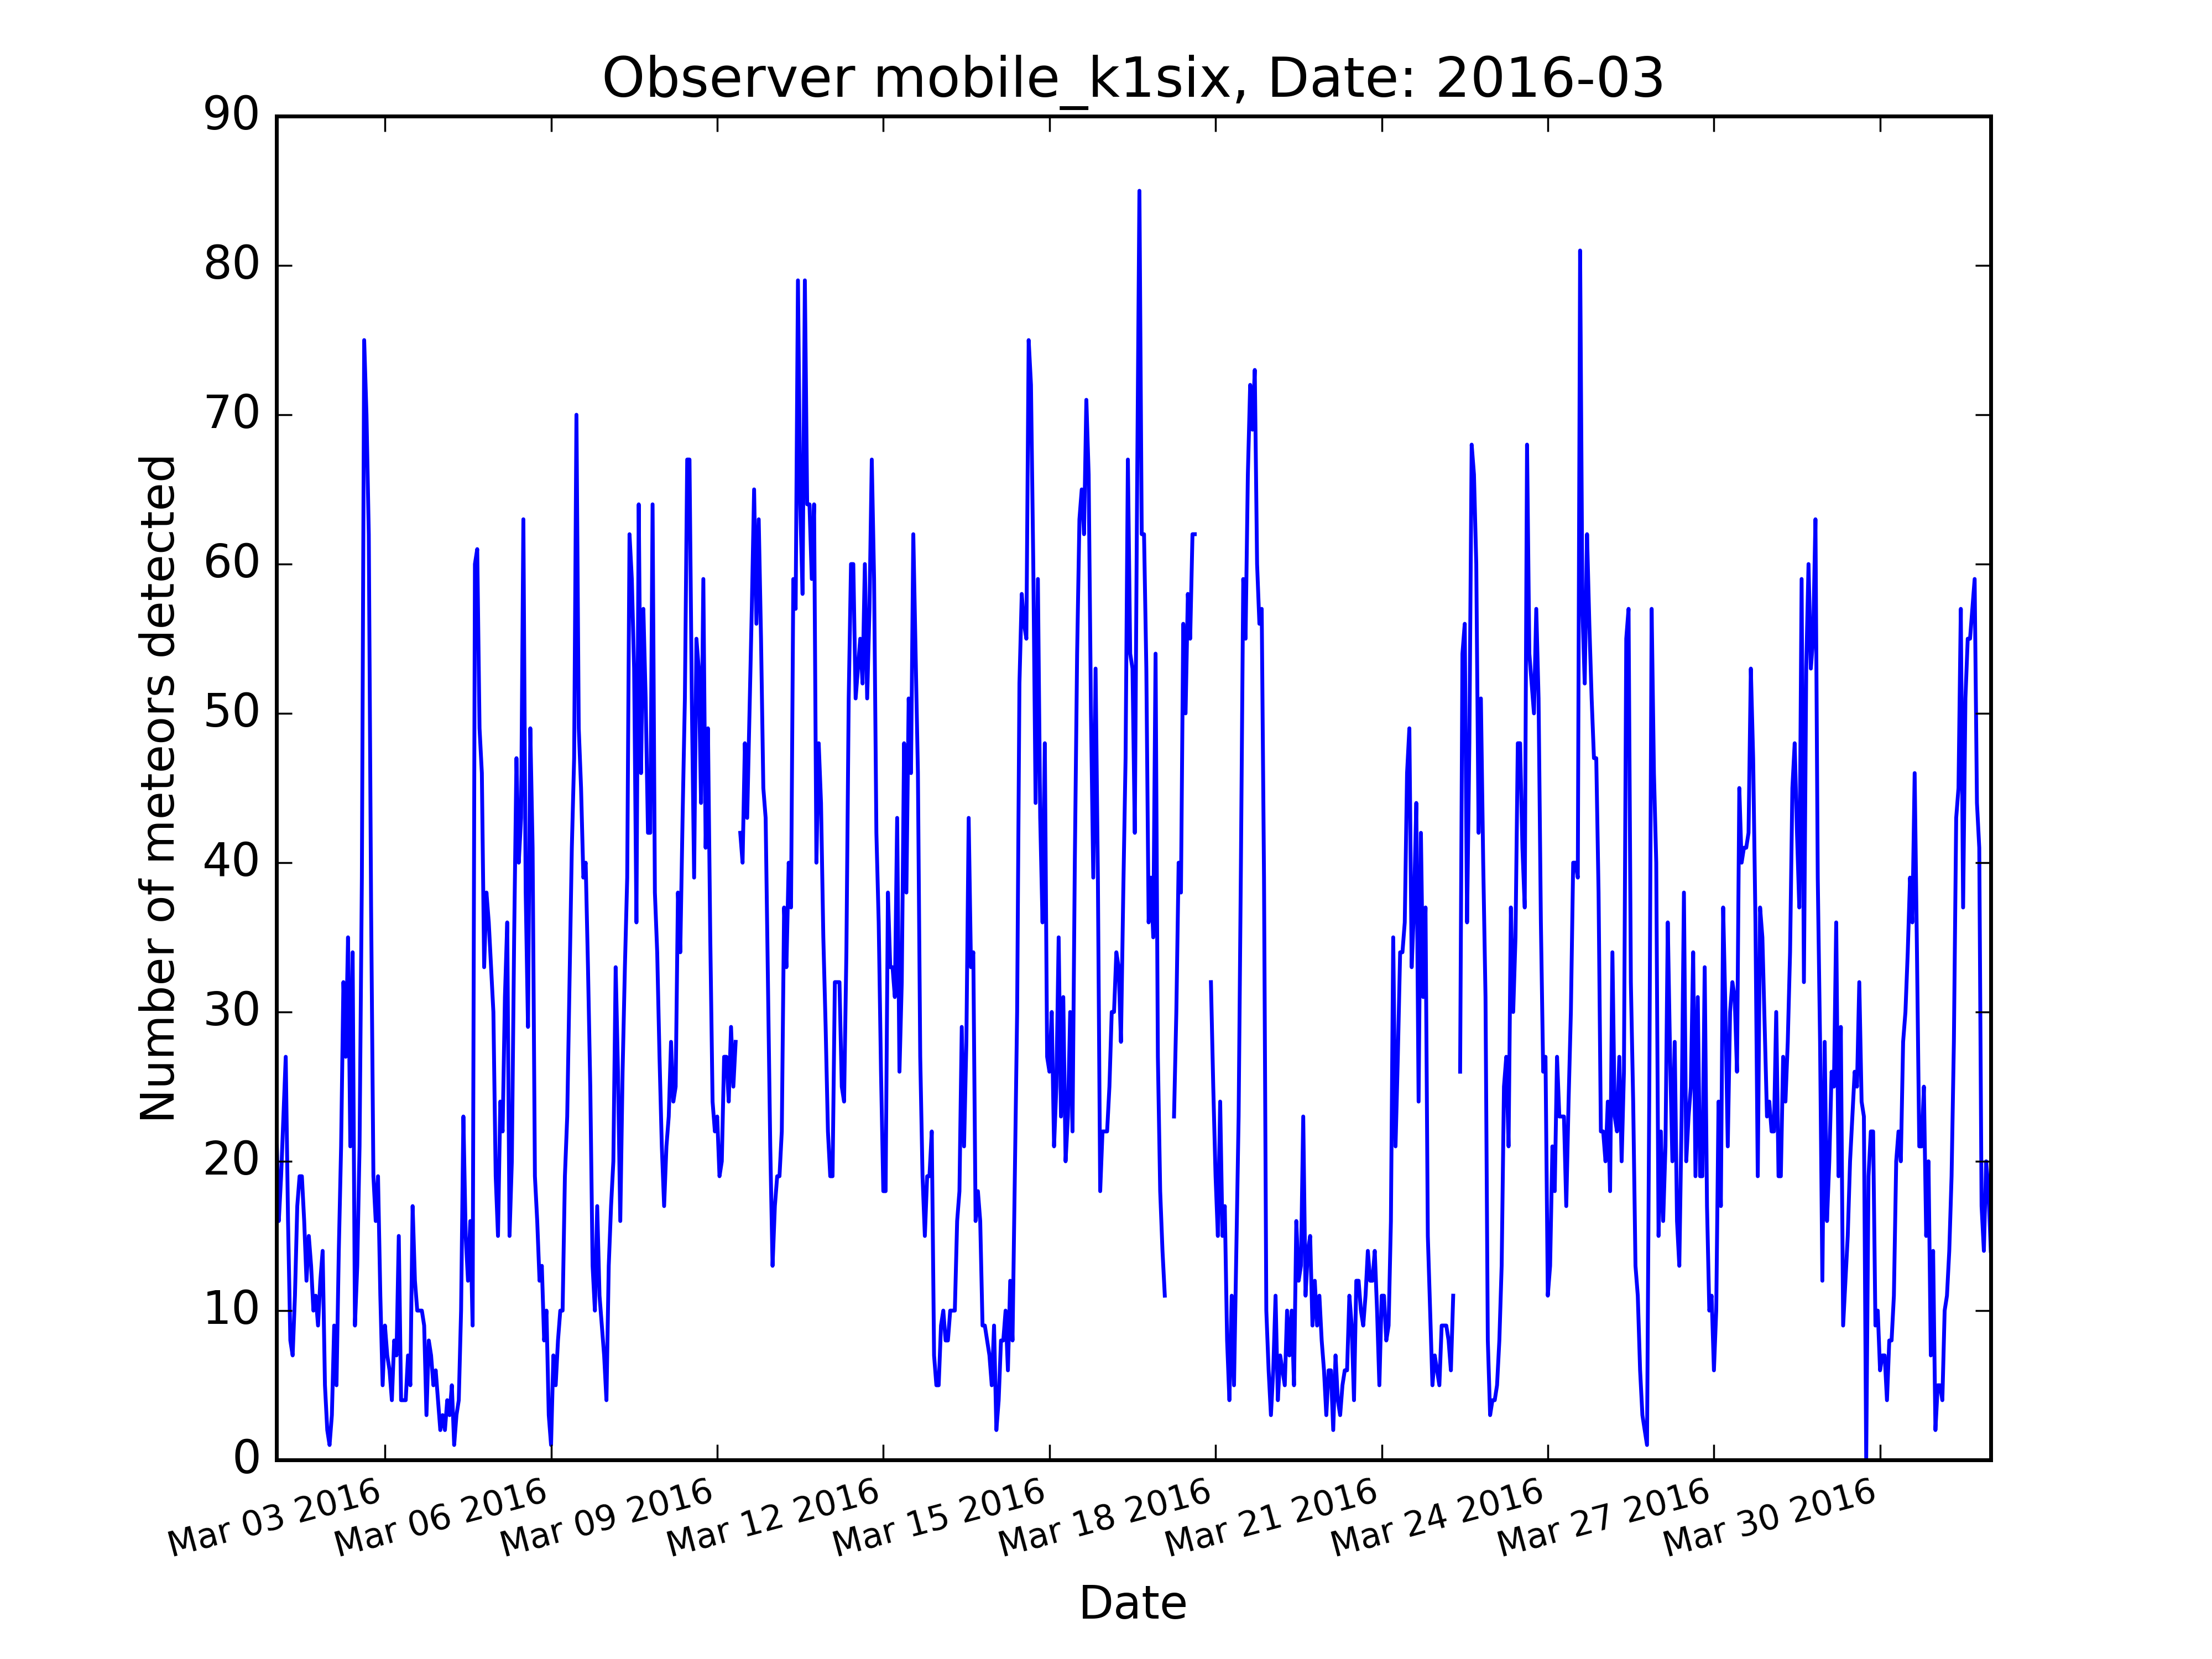 Observer mobile_k1six, Date: 2016-03
90
80
70
60
50
40
30
20
10
0
Number of meteors detected
Mar 03 2016
Mar 06 2016
Mar 09 2016
Mar 12 2016
Mar 15 2016
Mar 18 2016
Mar 21 2016
Mar 24 2016
Mar 27 2016
Mar 30 2016
Date